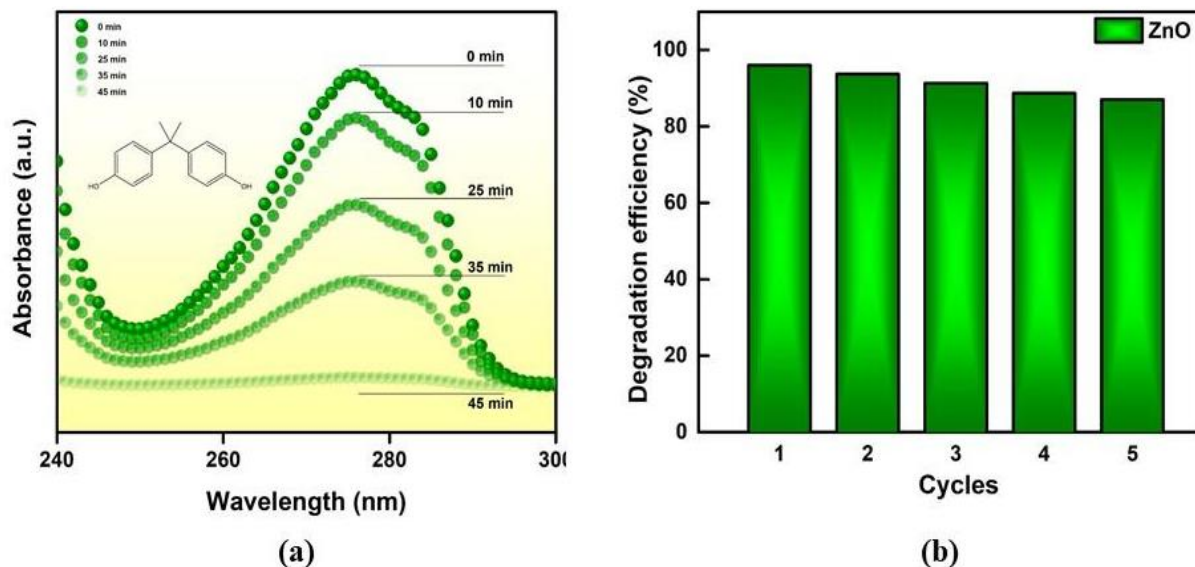 0 min
10 min
25 min
35 min
45 min
0 min
10 min
25 min
35 min
45 min
HO
OH
Absorbance (a.u.)
240
260
280
300
Wavelength (nm)
(a)
ZnO
Degradation efficiency (%)
100
80
60
40
20
0
1 2 3 4 5
Cycles
(b)